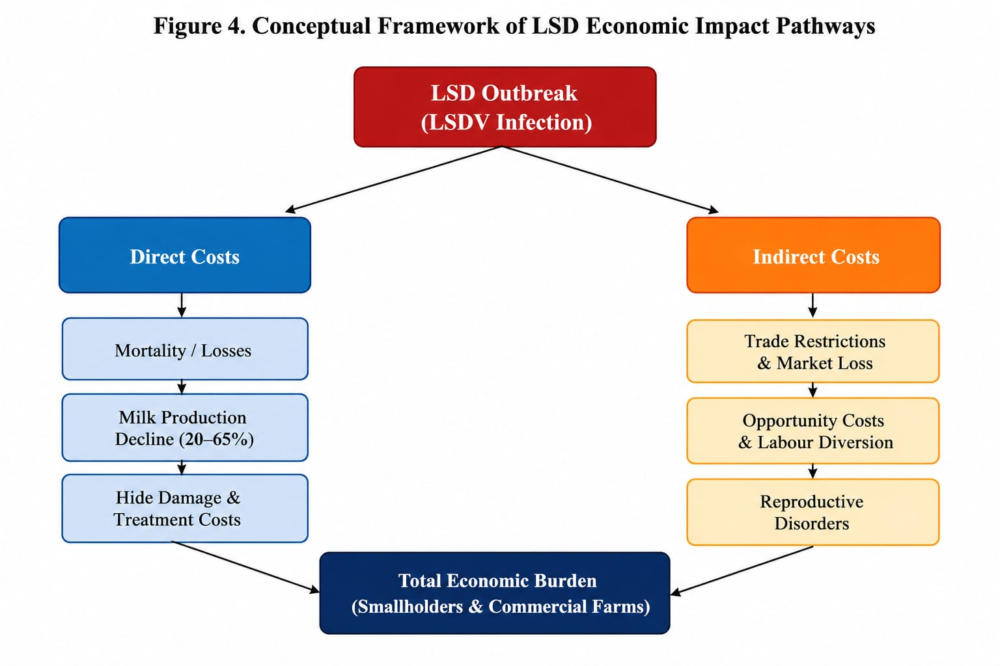 Figure 4. Conceptual Framework of LSD Economic Impact Pathways
LSD Outbreak
(LSDV Infection)
Direct Costs
Indirect Costs
Mortality / Losses
Milk Production
Decline (20–65%)
Hide Damage &
Treatment Costs
Trade Restrictions
& Market Loss
Opportunity Costs
& Labour Diversion
Reproductive
Disorders
Total Economic Burden
(Smallholders & Commercial Farms)